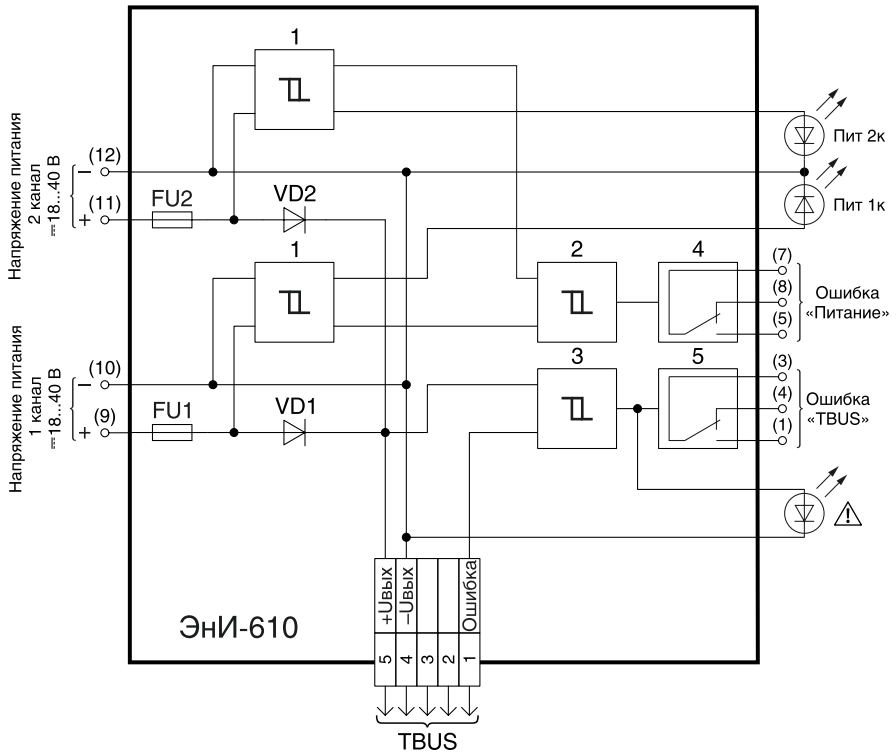 1
Напряжение питания
2 канал
⎓18...40 В
− (12)
+ (11)
FU2
VD2
Пит 2к
Пит 1к
1
2
4
(7)
(8)
(5)
Ошибка
«Питание»
Напряжение питания
1 канал
⎓18...40 В
− (10)
+ (9)
FU1
VD1
3
5
(3)
(4)
(1)
Ошибка
«TBUS»
!
+Uвых
−Uвых
Ошибка
ЭнИ-610
5
4
3
2
1
TBUS